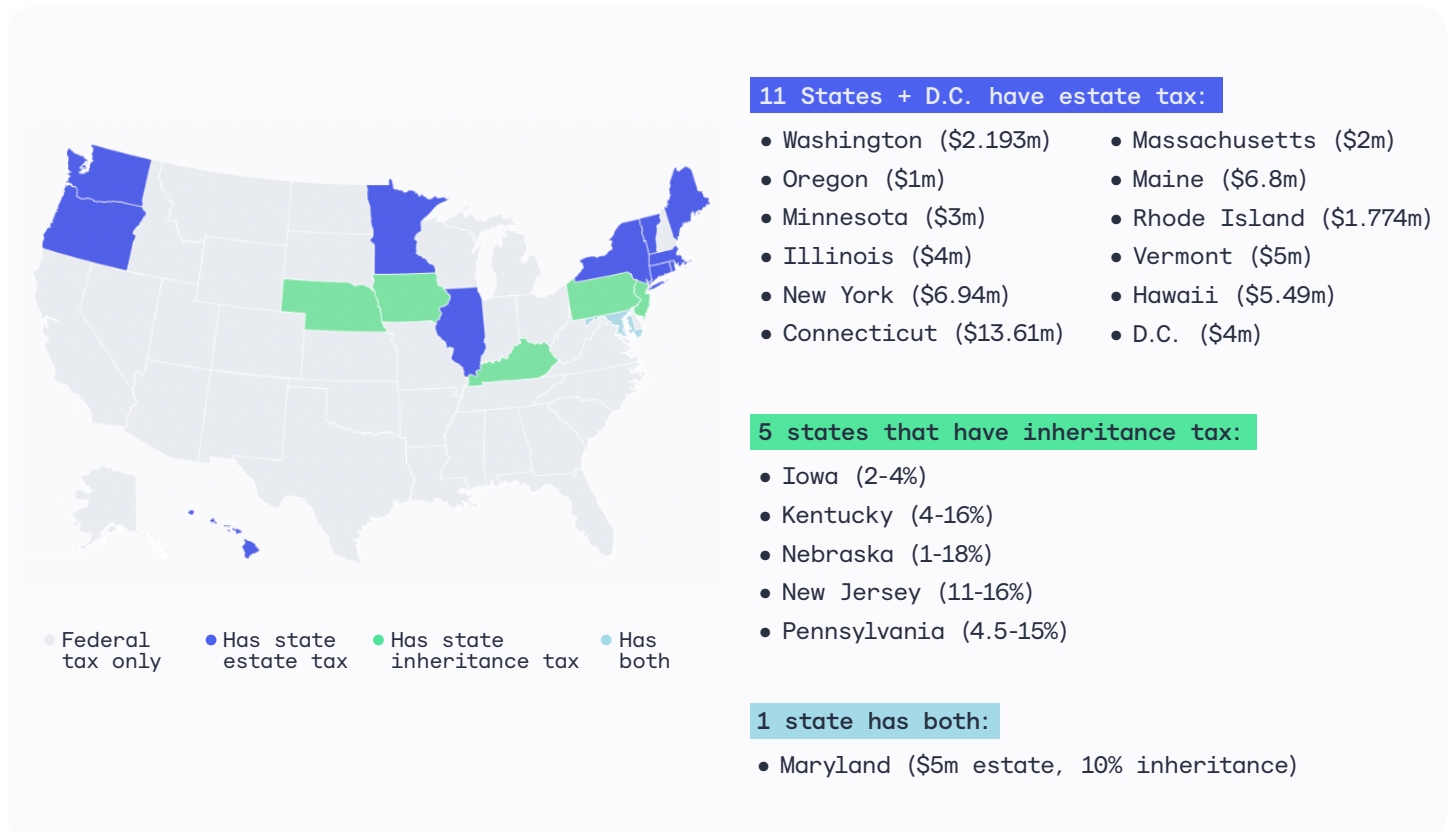 11 States + D.C. have estate tax:
• Washington ($2.193m)
• Oregon ($1m)
• Minnesota ($3m)
• Illinois ($4m)
• New York ($6.94m)
• Connecticut ($13.61m)
• Massachusetts ($2m)
• Maine ($6.8m)
• Rhode Island ($1.774m)
• Vermont ($5m)
• Hawaii ($5.49m)
• D.C. ($4m)
5 states that have inheritance tax:
• Iowa (2-4%)
• Kentucky (4-16%)
• Nebraska (1-18%)
• New Jersey (11-16%)
• Pennsylvania (4.5-15%)
1 state has both:
• Maryland ($5m estate, 10% inheritance)
Federal
tax only
Has state
estate tax
Has state
inheritance tax
Has
both